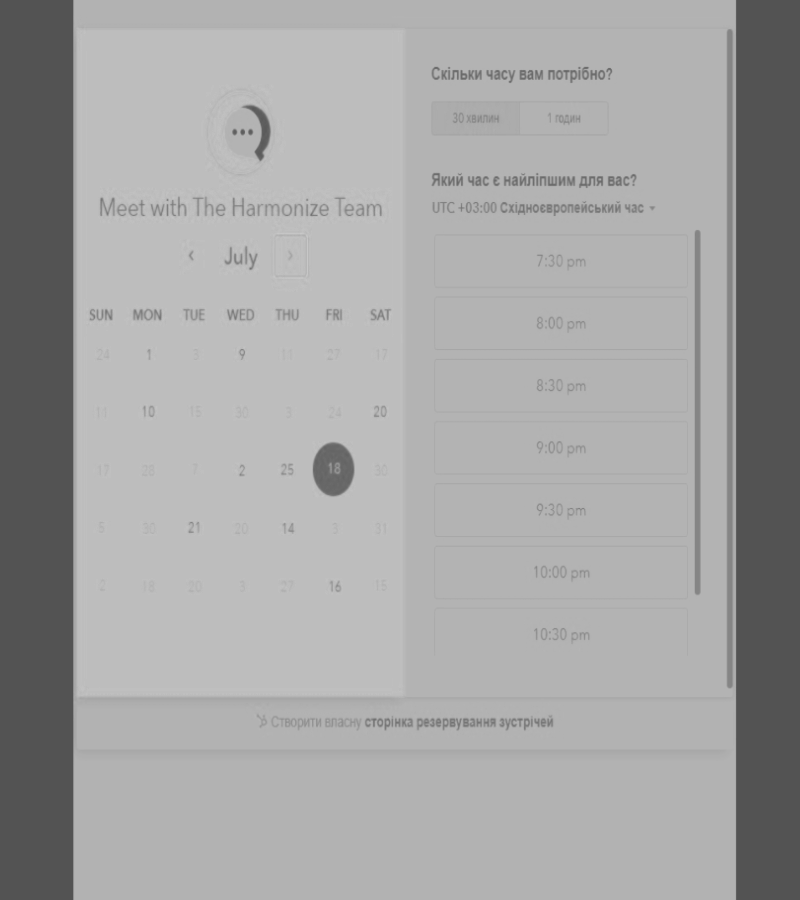 Meet with The Harmonize Team
July
SUN MON TUE WED THU FRI SAT
24 1 3 9 11 27 17
11 10 15 30 3 24 20
17 28 7 2 25 18 30
5 30 21 20 14 3 31
2 18 20 3 27 16 15
Скільки часу вам потрібно?
30 хвилин 1 годин
Який час є найліпшим для вас?
UTC +03:00 Східноєвропейський час
7:30 pm
8:00 pm
8:30 pm
9:00 pm
9:30 pm
10:00 pm
10:30 pm
Створити власну сторінка резервування зустрічей